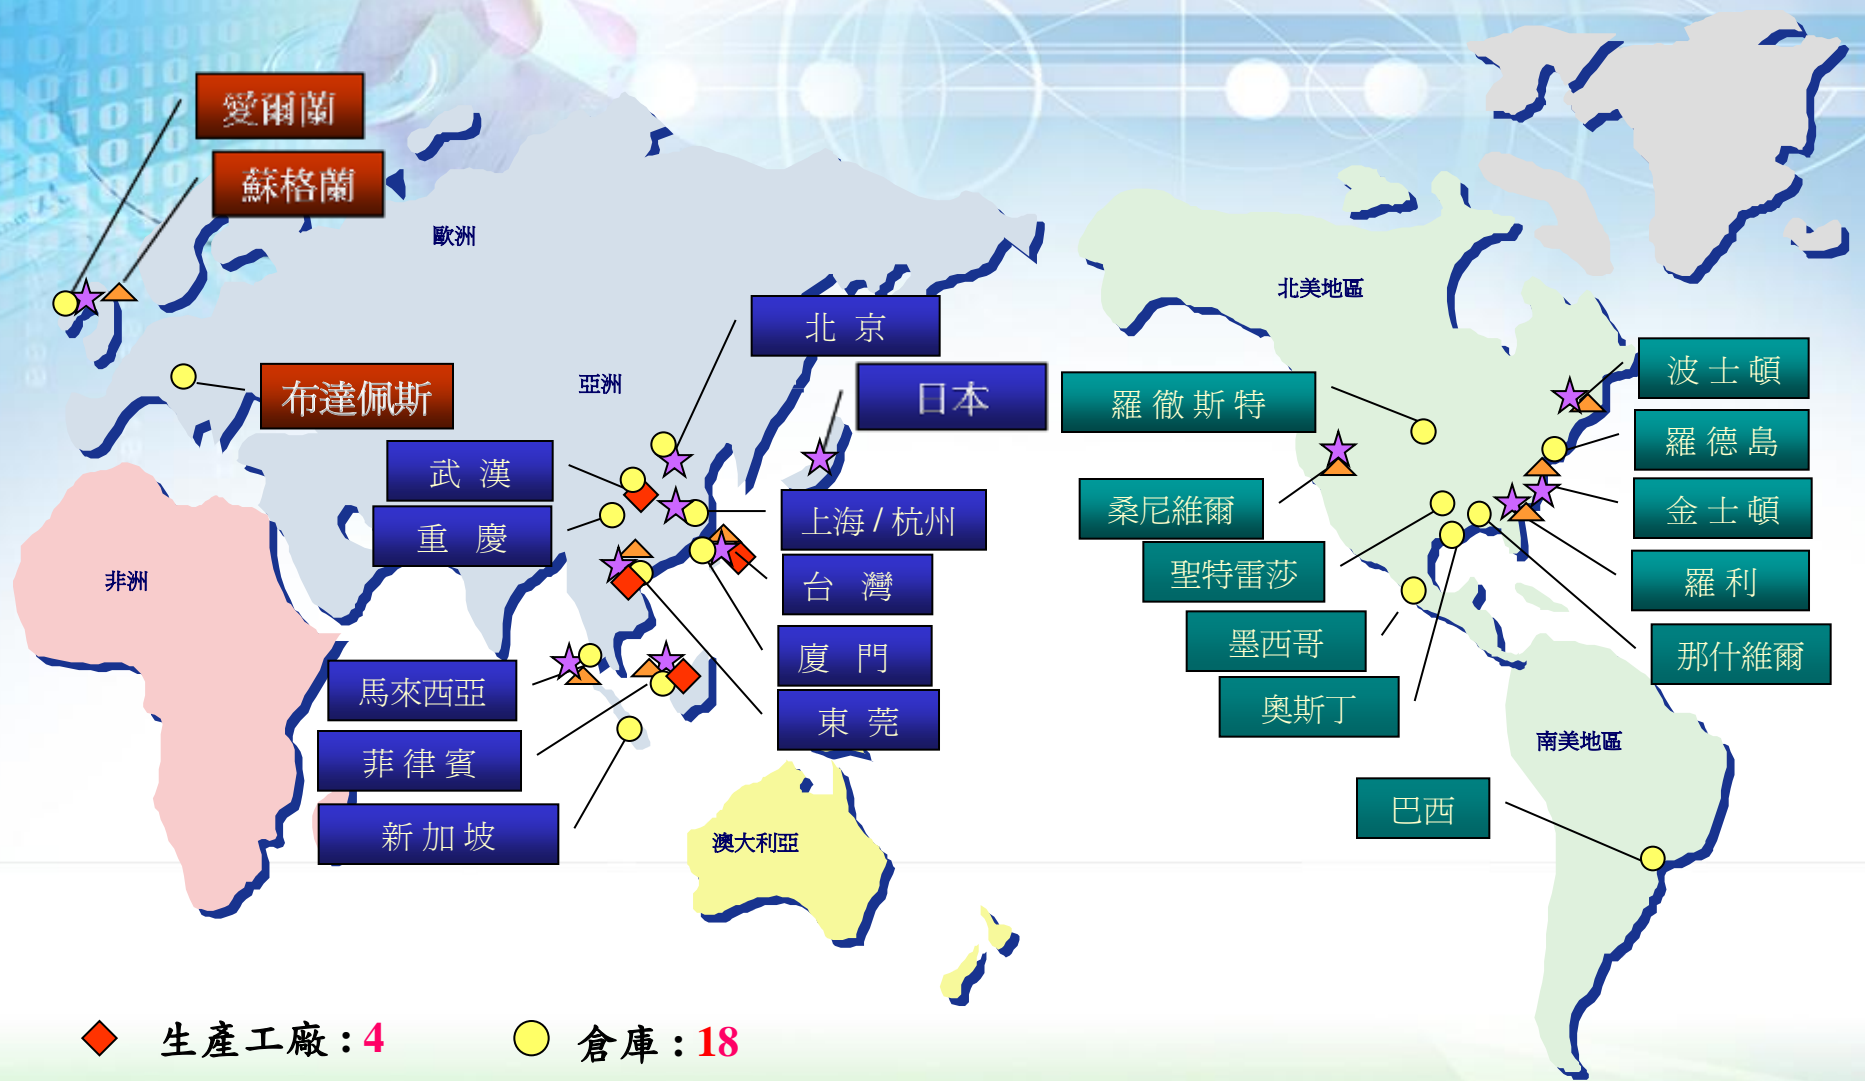 愛爾蘭
蘇格蘭
歐洲
北美地區
北 京
波 士 頓
布達佩斯
亞洲
日本
羅 徹 斯 特
羅 德 島
武 漢
桑尼維爾
金 士 頓
重 慶
上海 / 杭州
非洲
台 灣
聖特雷莎
羅 利
廈 門
墨西哥
那什維爾
馬來西亞
東 莞
奧斯丁
南美地區
菲 律 賓
巴西
新 加 坡
澳大利亞
生產工廠 : 4
倉庫 : 18